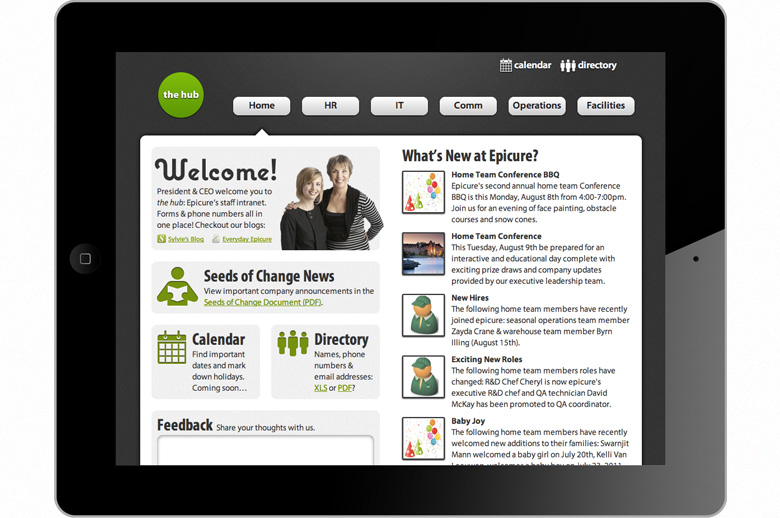 calendar directory
the hub
Home HR IT Comm Operations Facilities
Welcome!
President & CEO welcome you to
the hub: Epicure's staff intranet.
Forms & phone numbers all in
one place! Checkout our blogs:
Sylvie's Blog Everyday Epicure
Seeds of Change News
View important company announcements in the
Seeds of Change Document (PDF).
Calendar
Find important
dates and mark
down holidays.
Coming soon...
Directory
Names, phone
numbers &
email addresses:
XLS or PDF?
Feedback Share your thoughts with us.
What's New at Epicure?
Home Team Conference BBQ
Epicure's second annual home team Conference
BBQ is this Monday, August 8th from 4:00-7:00pm.
Join us for an evening of face painting, obstacle
courses and snow cones.
Home Team Conference
This Tuesday, August 9th be prepared for an
interactive and educational day complete with
exciting prize draws and company updates
provided by our executive leadership team.
New Hires
The following home team members have recently
joined epicure: seasonal operations team member
Zayda Crane & warehouse team member Byrn
Illing (August 15th).
Exciting New Roles
The following home team members roles have
changed: R&D Chef Cheryl is now epicure's
executive R&D chef and QA technician David
McKay has been promoted to QA coordinator.
Baby Joy
The following home team members have recently
welcomed new additions to their families: Swarnjit
Mann welcomed a baby girl on July 20th, Kelli Van